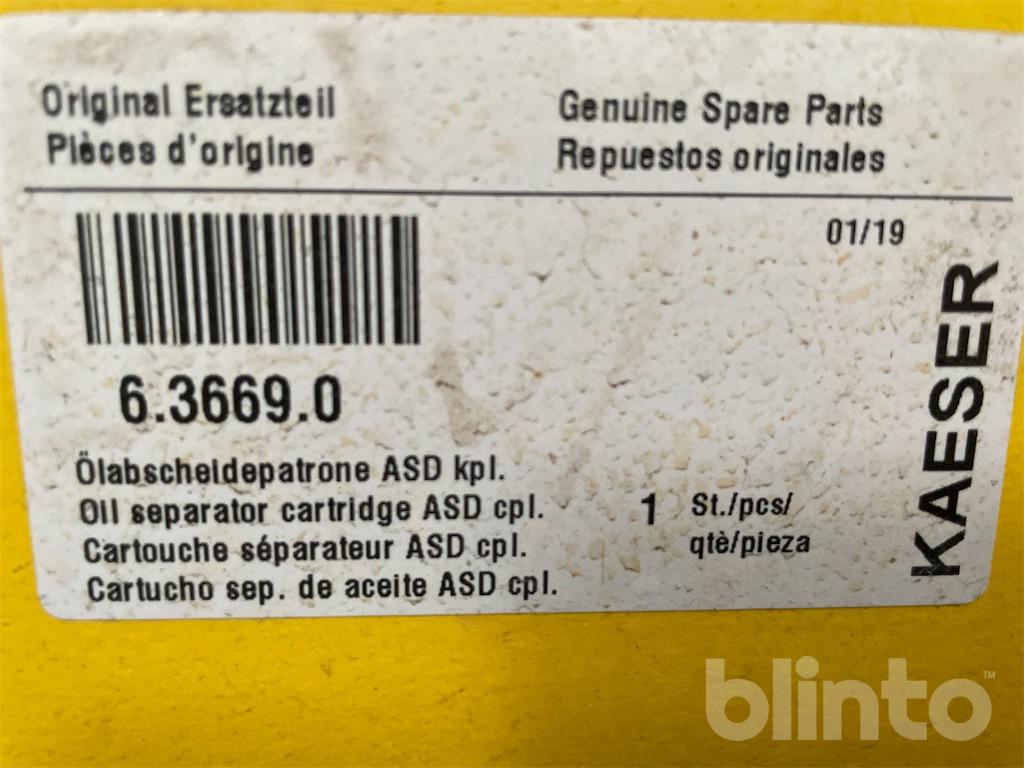 Original Ersatzteil
Pièces d'origine
Genuine Spare Parts
Repuestos originales
01/19
KAESER
6.3669.0
Ölabscheidepatrone ASD kpl.
Oil separator cartridge ASD cpl.
Cartouche séparateur ASD cpl.
Cartucho sep. de aceite ASD cpl.
1 St./pcs/
qtè/pieza
blinto™